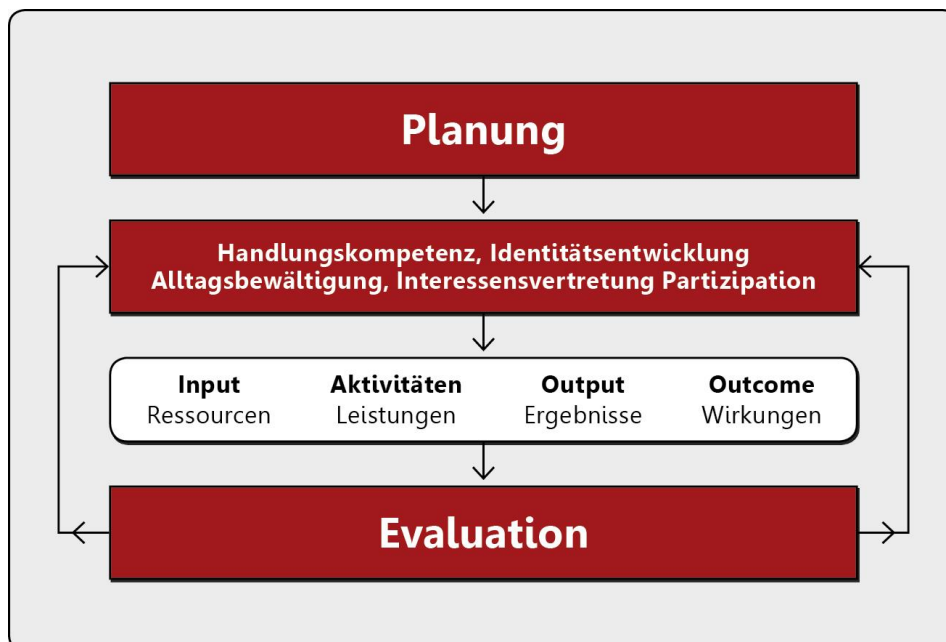 Planung
Handlungskompetenz, Identitätsentwicklung
Alltagsbewältigung, Interessensvertretung Partizipation
Input Aktivitäten Output Outcome
Ressourcen Leistungen Ergebnisse Wirkungen
Evaluation